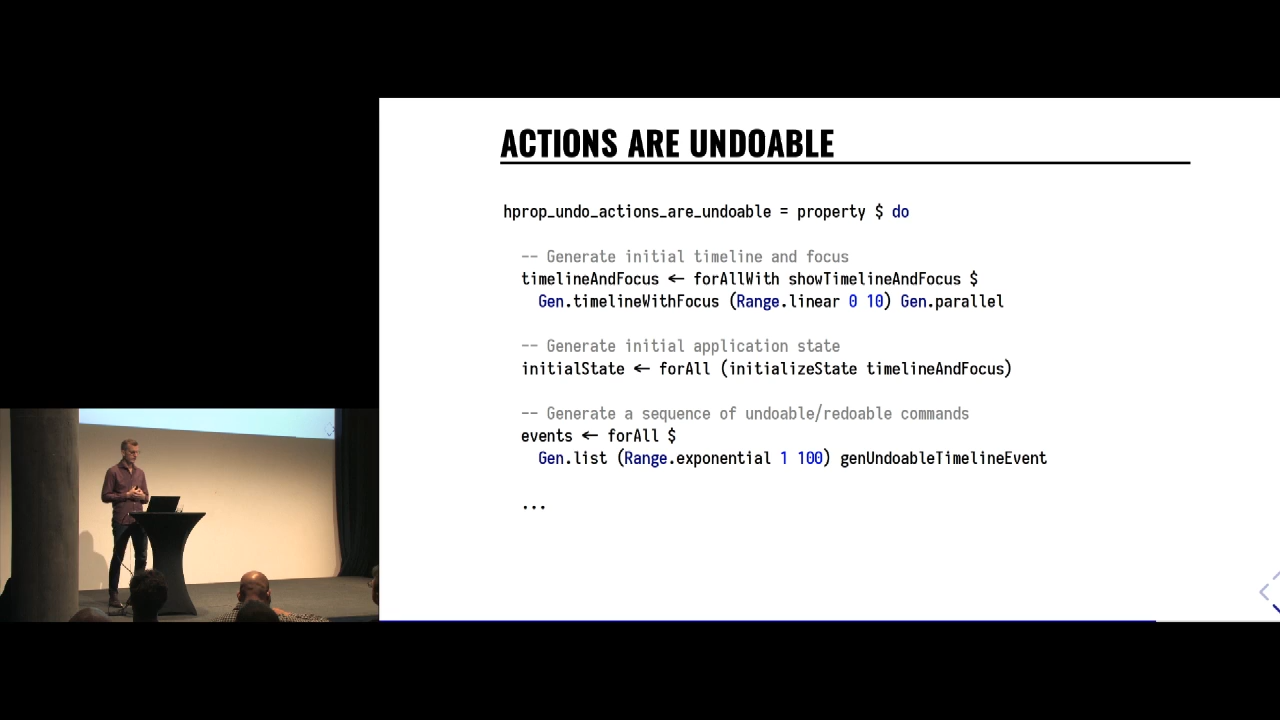 ACTIONS ARE UNDOABLE
hprop_undo_actions_are_undoable = property $ do
-- Generate initial timeline and focus
timelineAndFocus ← forAllWith showTimelineAndFocus $
Gen.timelineWithFocus (Range.linear 0 10) Gen.parallel
-- Generate initial application state
initialState ← forAll (initializeState timelineAndFocus)
-- Generate a sequence of undoable/redoable commands
events ← forAll $
Gen.list (Range.exponential 1 100) genUndoableTimelineEvent
...